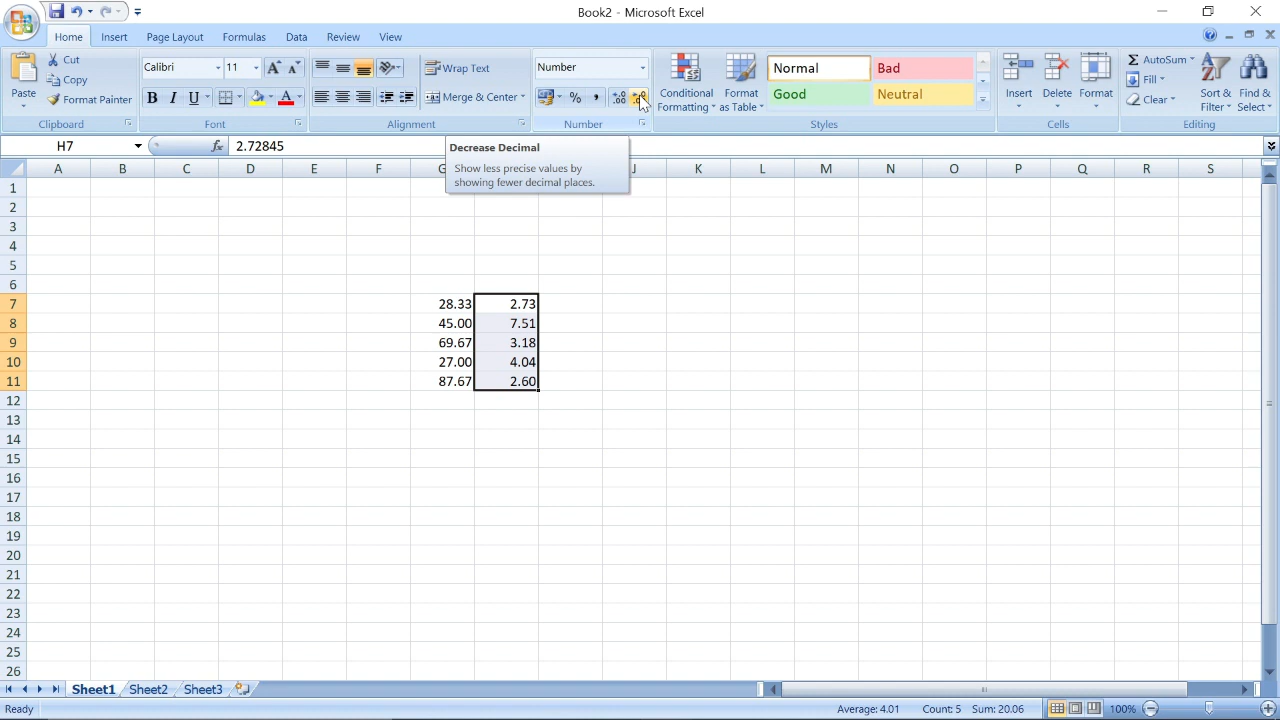 Book2 - Microsoft Excel
Home Insert Page Layout Formulas Data Review View
Cut
Calibri 11 A A Wrap Text Number
Conditional Format Normal Bad
Insert Delete Format
Σ AutoSum
Sort & Find &
Paste Copy
Format Painter
B I U A Merge & Center % , Formatting as Table Good Neutral
Fill
Clear
Filter Select
Clipboard Font Alignment Number Styles Cells Editing
H7 fx 2.72845
Decrease Decimal
Show less precise values by
showing fewer decimal places.
A B C D E F G J K L M N O P Q R S
1
2
3
4
5
6
7 28.33 2.73
8 45.00 7.51
9 69.67 3.18
10 27.00 4.04
11 87.67 2.60
12
13
14
15
16
17
18
19
20
21
22
23
24
25
26
Sheet1 Sheet2 Sheet3
Ready Average: 4.01 Count: 5 Sum: 20.06 100%